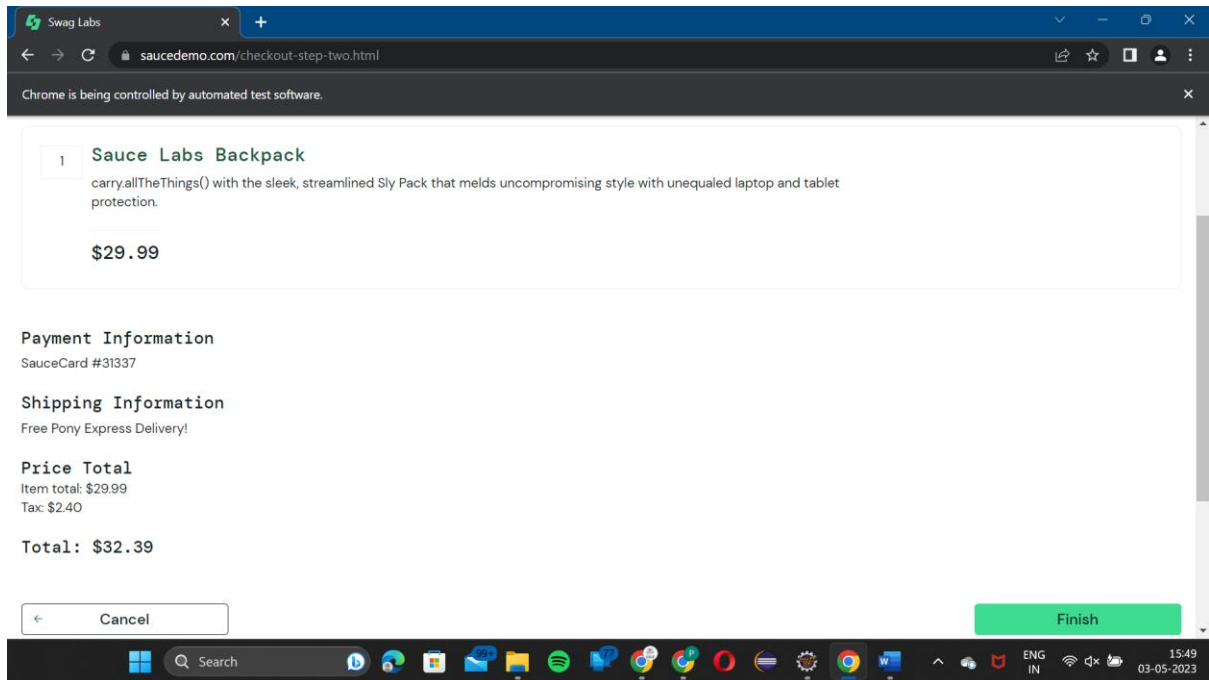 Swag Labs
saucedemo.com/checkout-step-two.html
Chrome is being controlled by automated test software.
1
Sauce Labs Backpack
carry.allTheThings() with the sleek, streamlined Sly Pack that melds uncompromising style with unequaled laptop and tablet
protection.
$29.99
Payment Information
SauceCard #31337
Shipping Information
Free Pony Express Delivery!
Price Total
Item total: $29.99
Tax: $2.40
Total: $32.39
Cancel
Finish
Search
99+
77
ENG
IN
15:49
03-05-2023